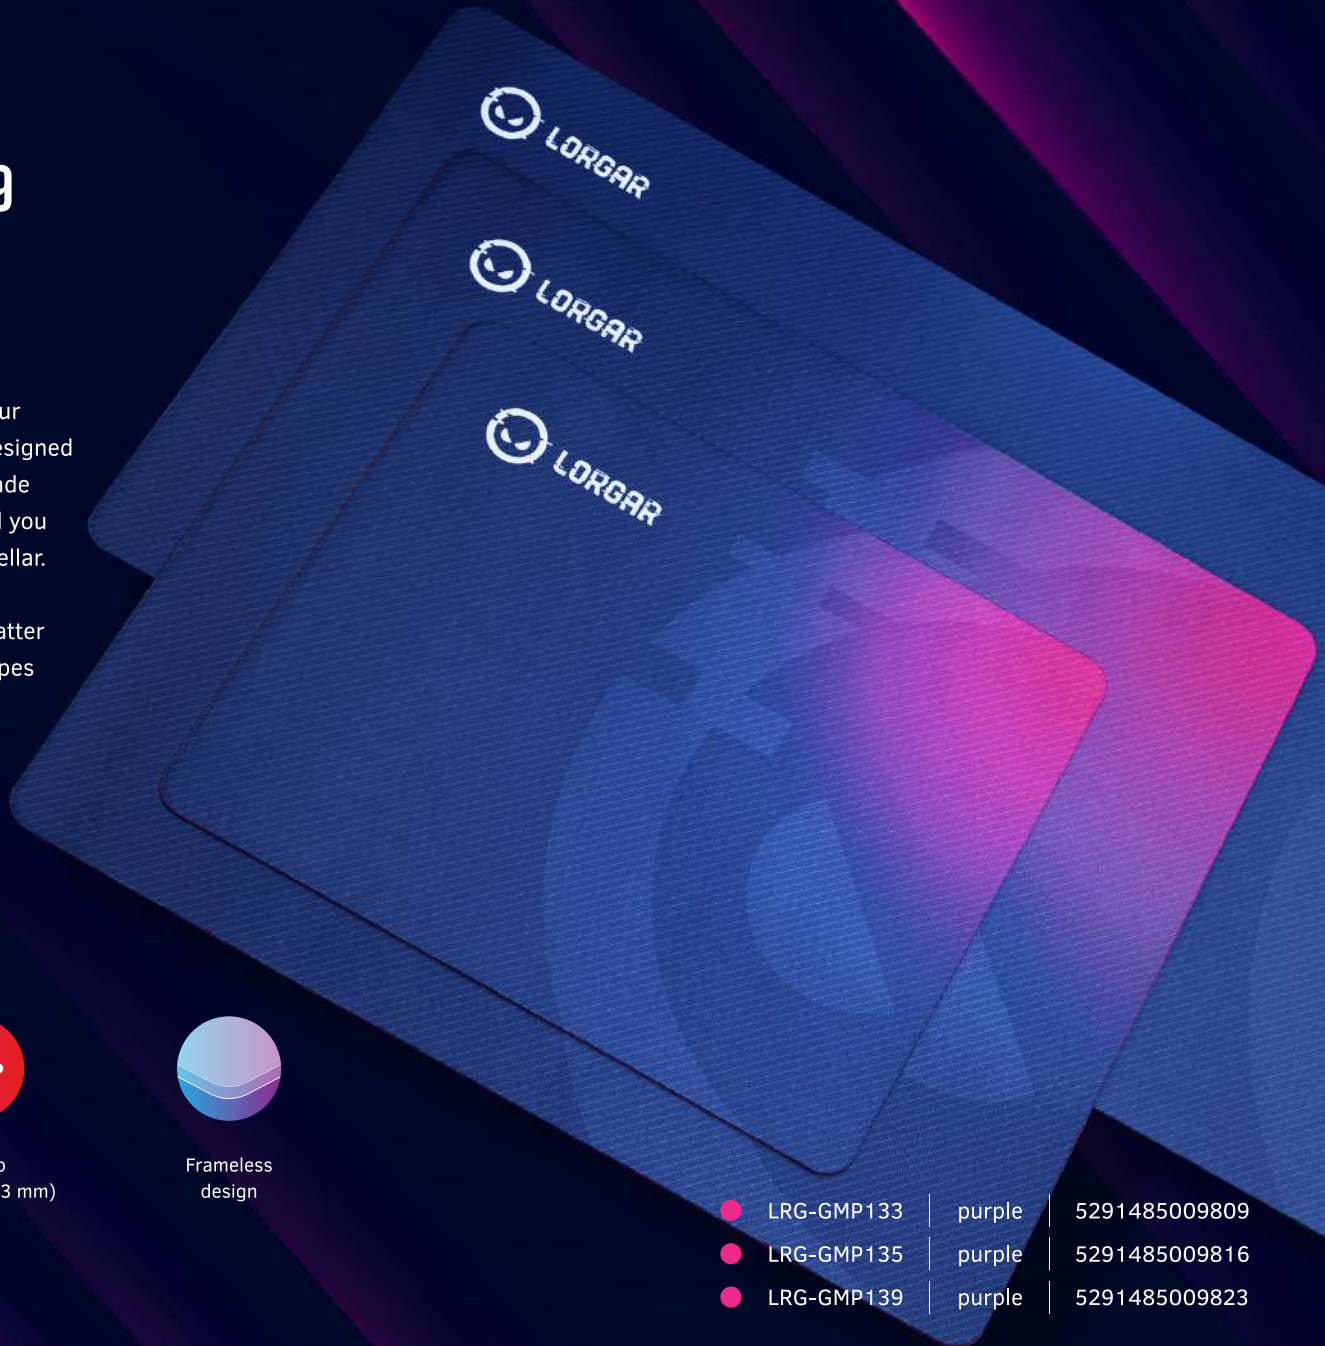 g
LORGAR
LORGAR
LORGAR
ur
esigned
ade
l you
ellar.
atter
pes
3 mm)
Frameless
design
LRG-GMP133 purple 5291485009809
LRG-GMP135 purple 5291485009816
LRG-GMP139 purple 5291485009823